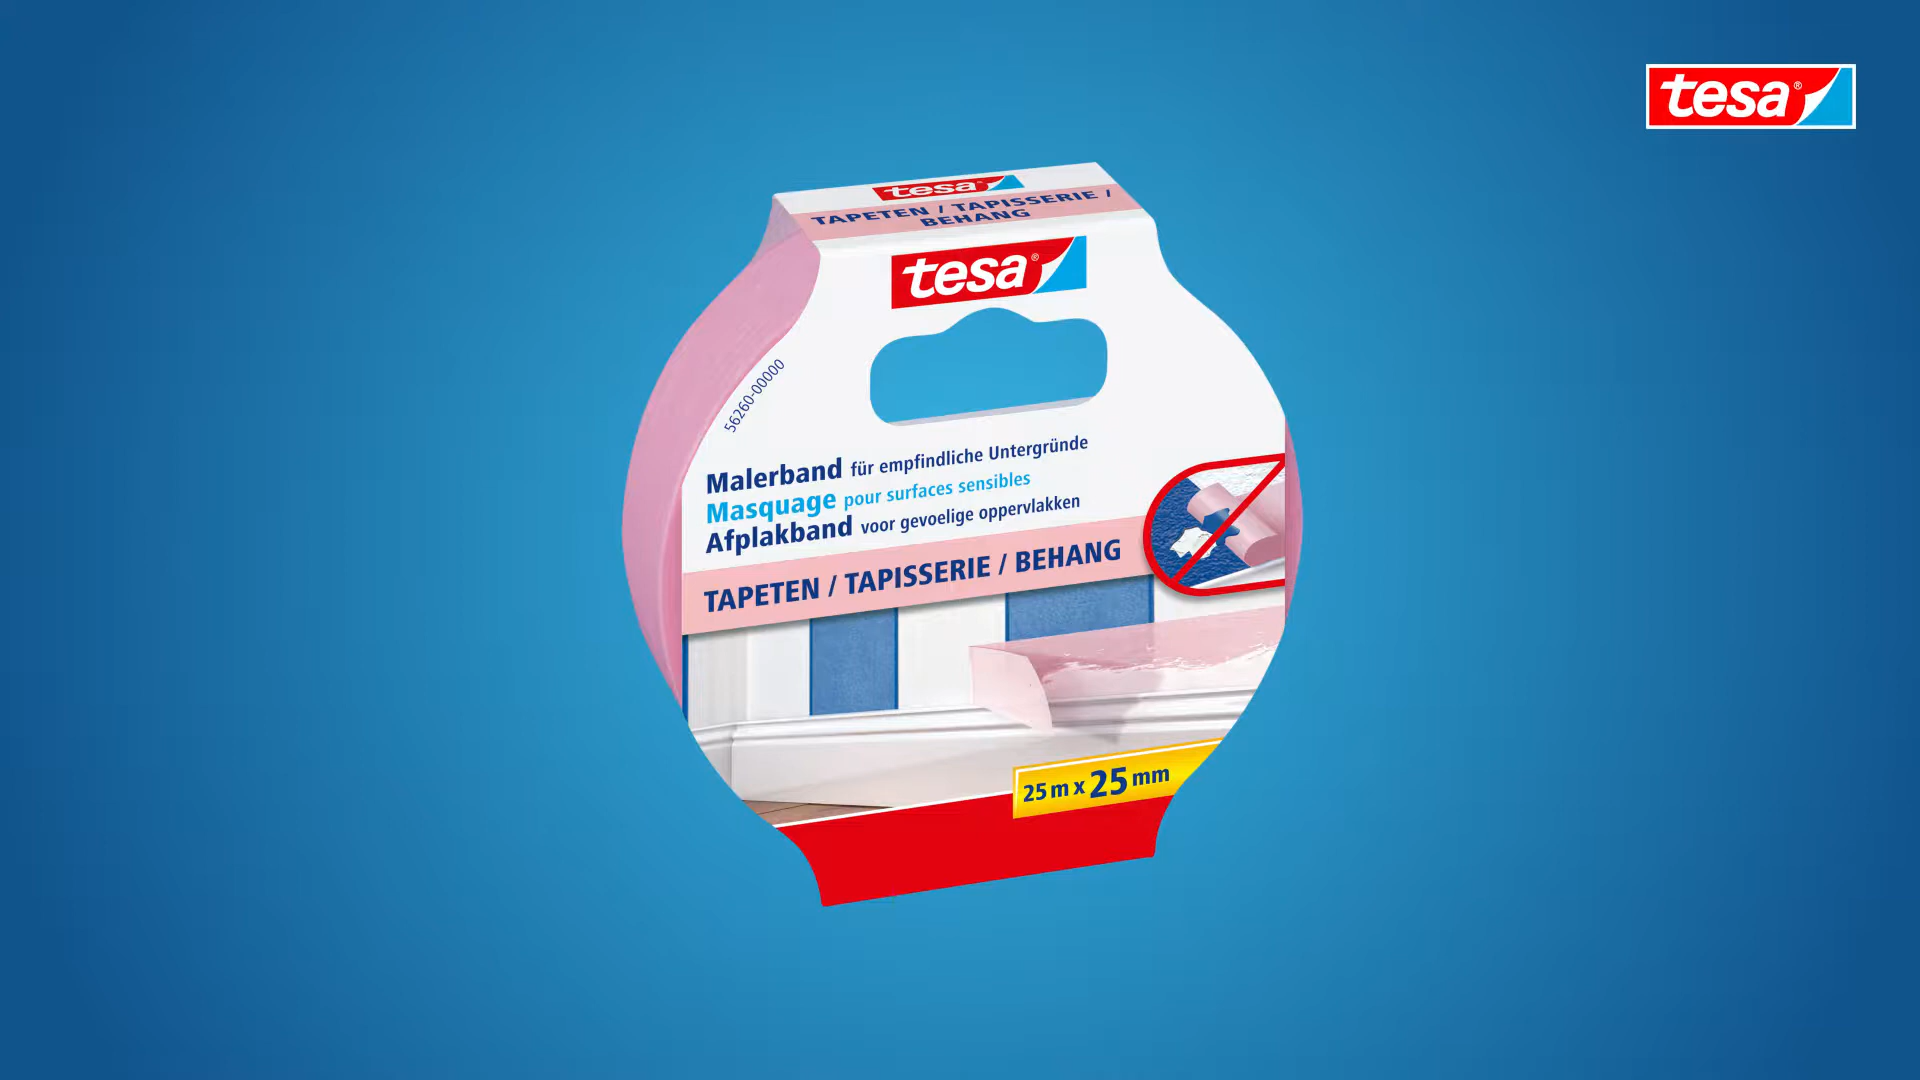 tesa®
tesa®
TAPETEN / TAPISSERIE /
BEHANG
tesa®
56260-00000
Malerband für empfindliche Untergründe
Masquage pour surfaces sensibles
Afplakband voor gevoelige oppervlakken
TAPETEN / TAPISSERIE / BEHANG
25 m x 25 mm